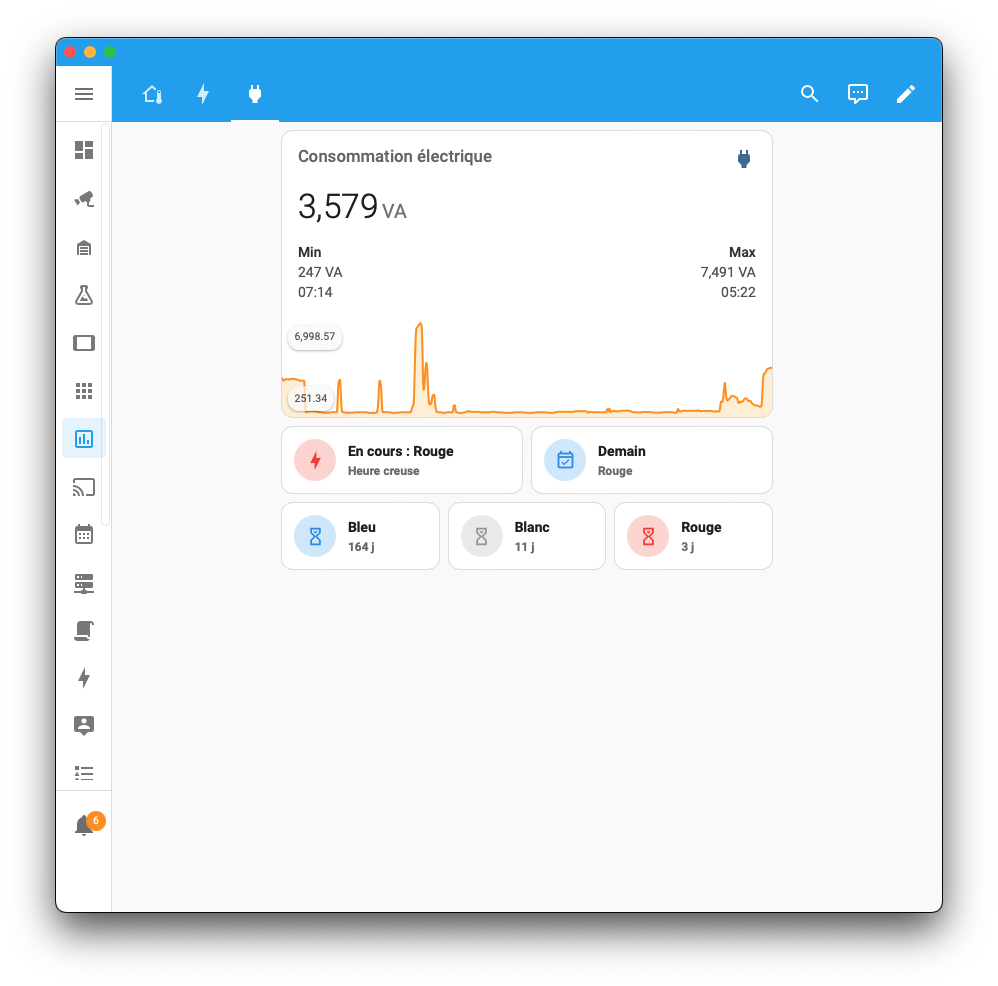 Consommation électrique
3,579 VA
Min
Max
247 VA
7,491 VA
07:14
05:22
6,998.57
251.34
En cours : Rouge
Heure creuse
Demain
Rouge
Bleu
164 j
Blanc
11 j
Rouge
3 j
6